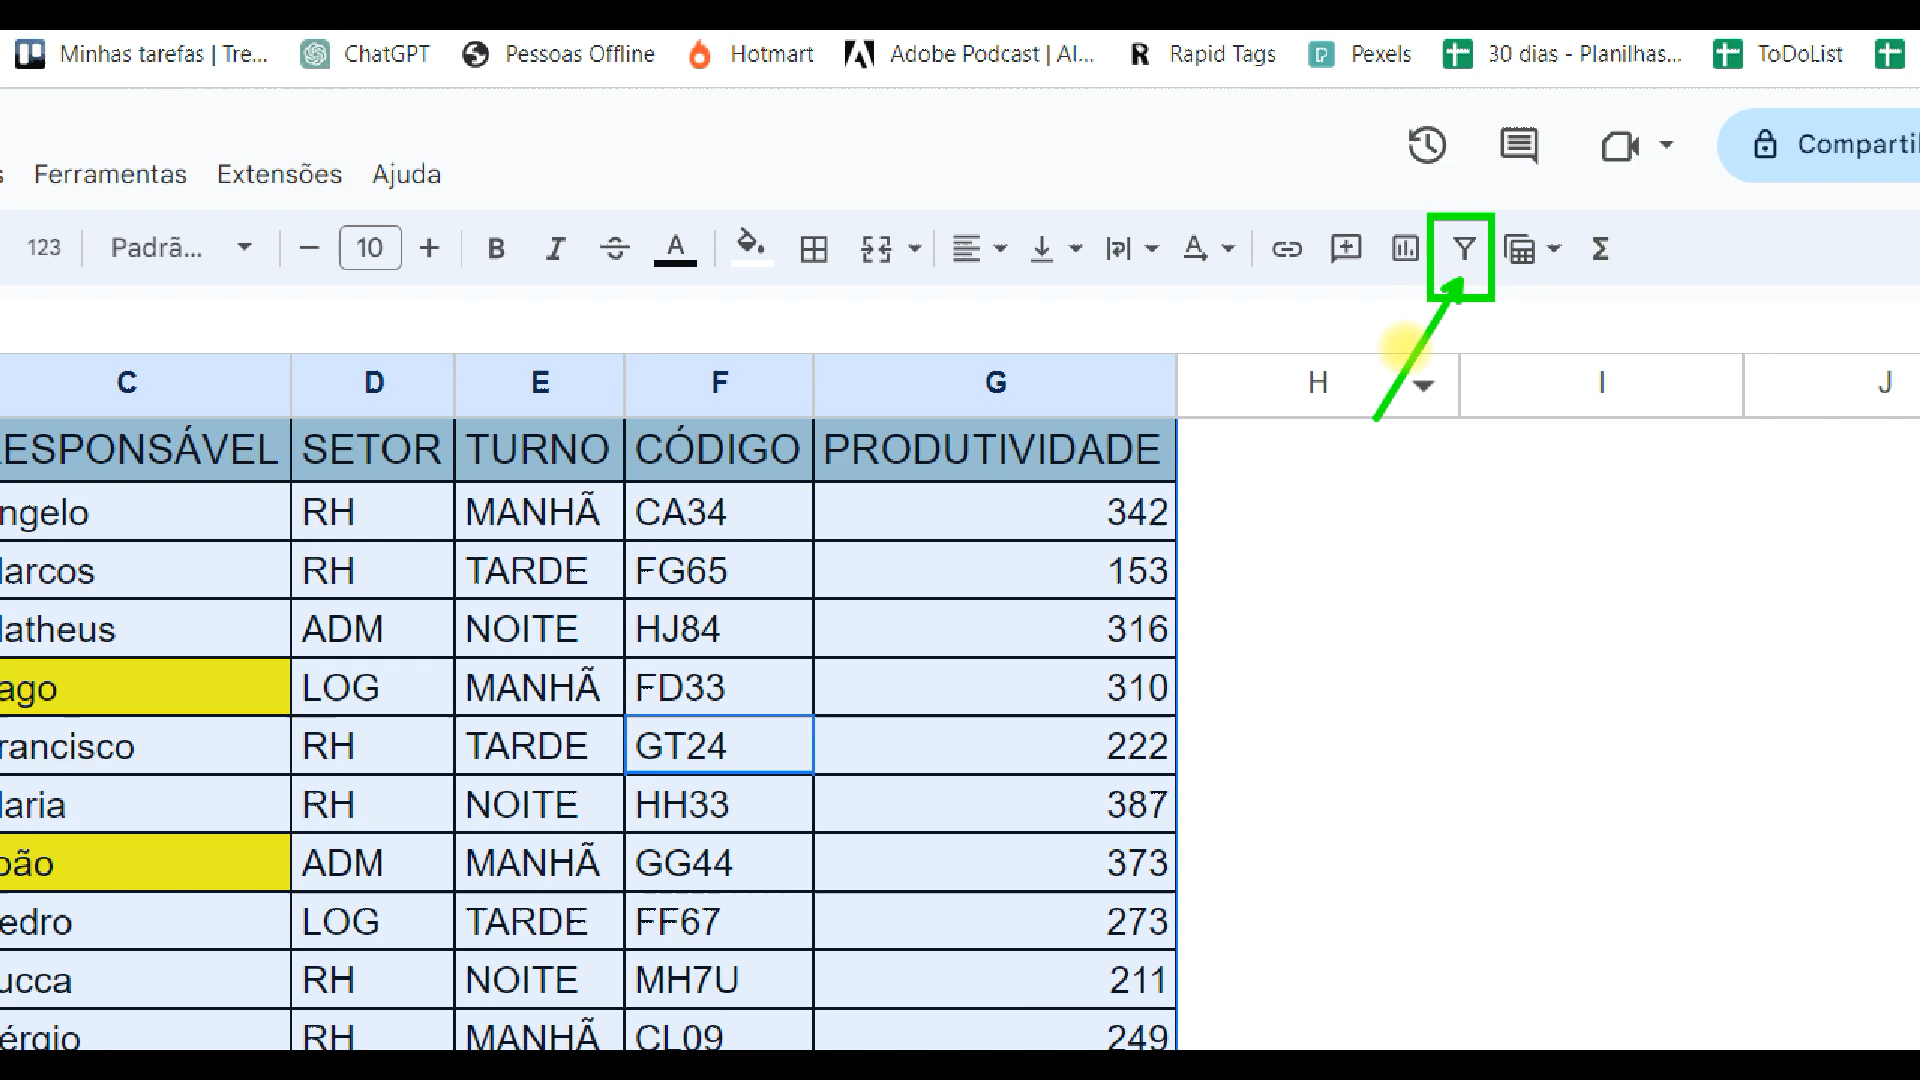 Minhas tarefas | Tre... ChatGPT Pessoas Offline Hotmart Adobe Podcast | AI... Rapid Tags Pexels 30 dias - Planilhas... ToDoList
Compartil
Ferramentas Extensões Ajuda
123 Padrã... 10 B I A A Σ
C D E F G H I J
ESPONSÁVEL SETOR TURNO CÓDIGO PRODUTIVIDADE
ngelo RH MANHÃ CA34 342
arcos RH TARDE FG65 153
atheus ADM NOITE HJ84 316
ago LOG MANHÃ FD33 310
rancisco RH TARDE GT24 222
aria RH NOITE HH33 387
oão ADM MANHÃ GG44 373
edro LOG TARDE FF67 273
ucca RH NOITE MH7U 211
érgio RH MANHÃ CL09 249